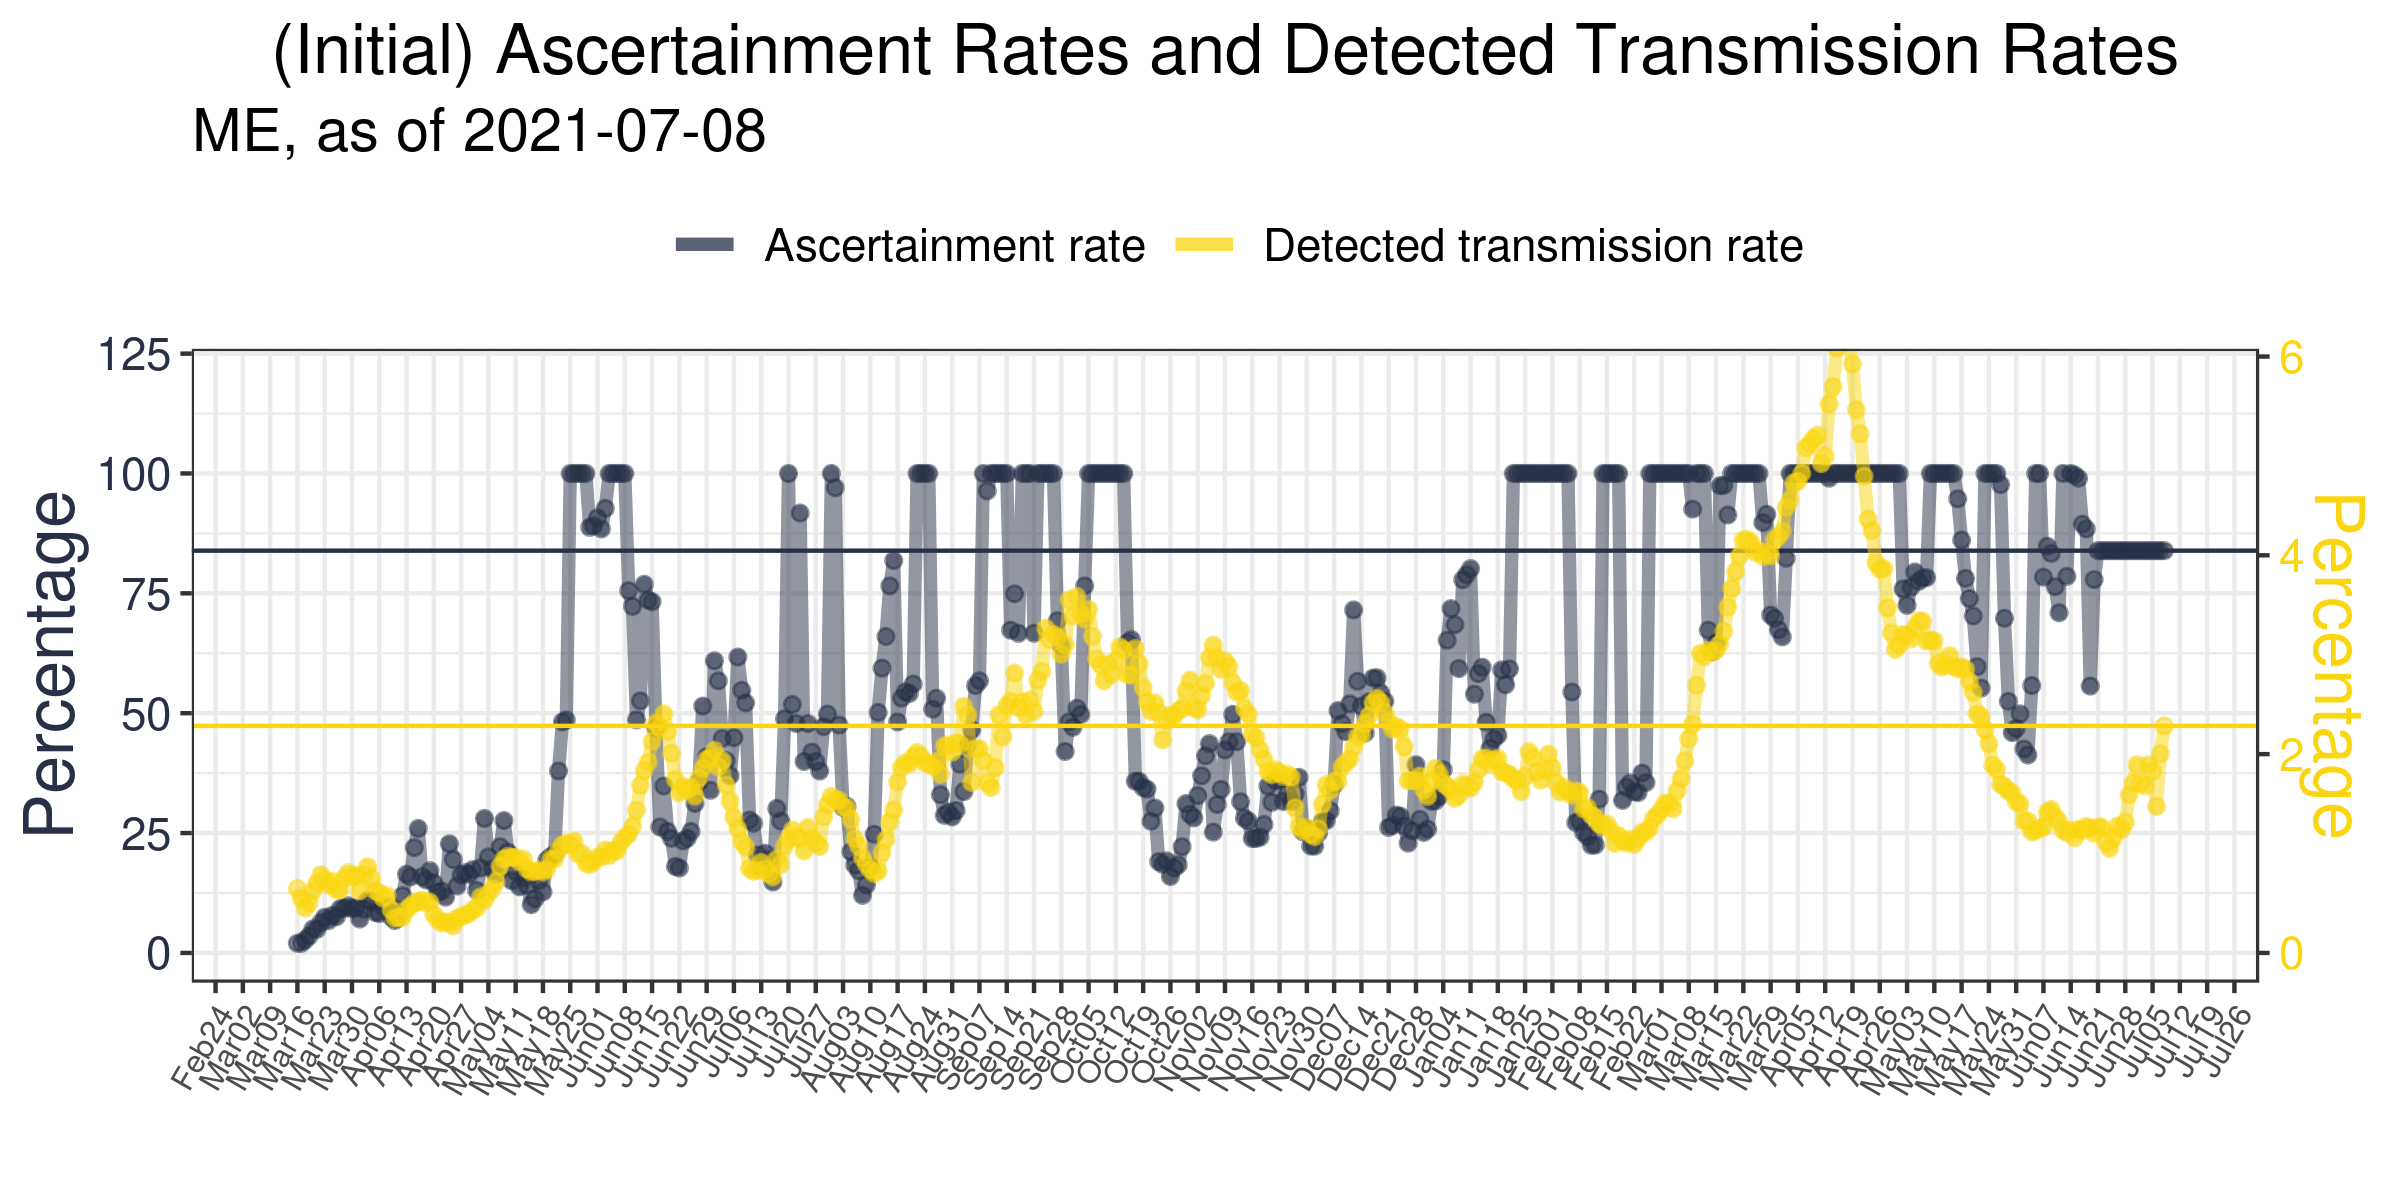 (Initial) Ascertainment Rates and Detected Transmission Rates
ME, as of 2021-07-08
Ascertainment rate
Detected transmission rate
Percentage
125
100
75
50
25
0
6
4
2
0
Percentage
Feb24
Mar02
Mar09
Mar16
Mar23
Mar30
Apr06
Apr13
Apr20
Apr27
May04
May11
May18
May25
Jun01
Jun08
Jun15
Jun22
Jun29
Jul06
Jul13
Jul20
Jul27
Aug03
Aug10
Aug17
Aug24
Aug31
Sep07
Sep14
Sep21
Sep28
Oct05
Oct12
Oct19
Oct26
Nov02
Nov09
Nov16
Nov23
Nov30
Dec07
Dec14
Dec21
Dec28
Jan04
Jan11
Jan18
Jan25
Feb01
Feb08
Feb15
Feb22
Mar01
Mar08
Mar15
Mar22
Mar29
Apr05
Apr12
Apr19
Apr26
May03
May10
May17
May24
May31
Jun07
Jun14
Jun21
Jun28
Jul05
Jul12
Jul19
Jul26